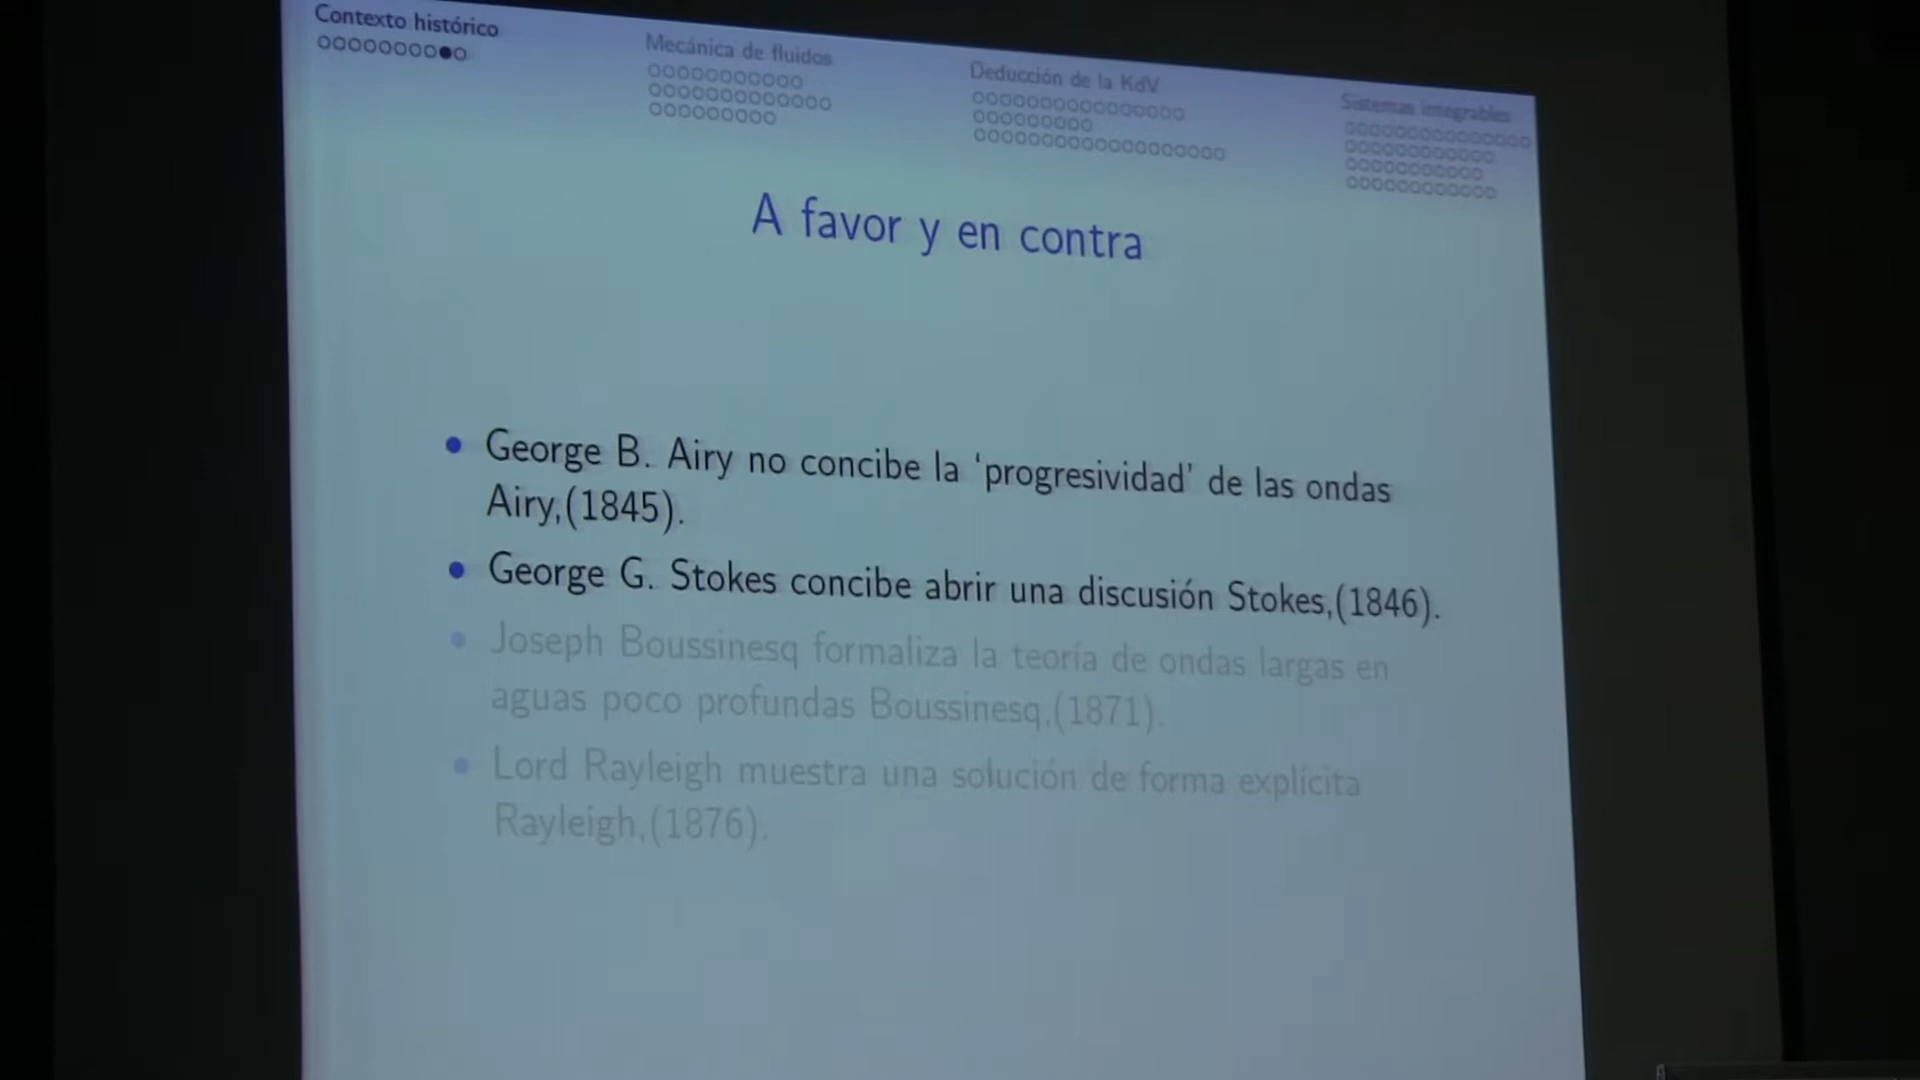 Contexto histórico
Mecánica de fluidos
Deducción de la KdV
Sistemas integrables
A favor y en contra
• George B. Airy no concibe la ‘progresividad’ de las ondas
Airy,(1845).
• George G. Stokes concibe abrir una discusión Stokes,(1846).
• Joseph Boussinesq formaliza la teoría de ondas largas en
aguas poco profundas Boussinesq,(1871).
• Lord Rayleigh muestra una solución de forma explícita
Rayleigh,(1876).